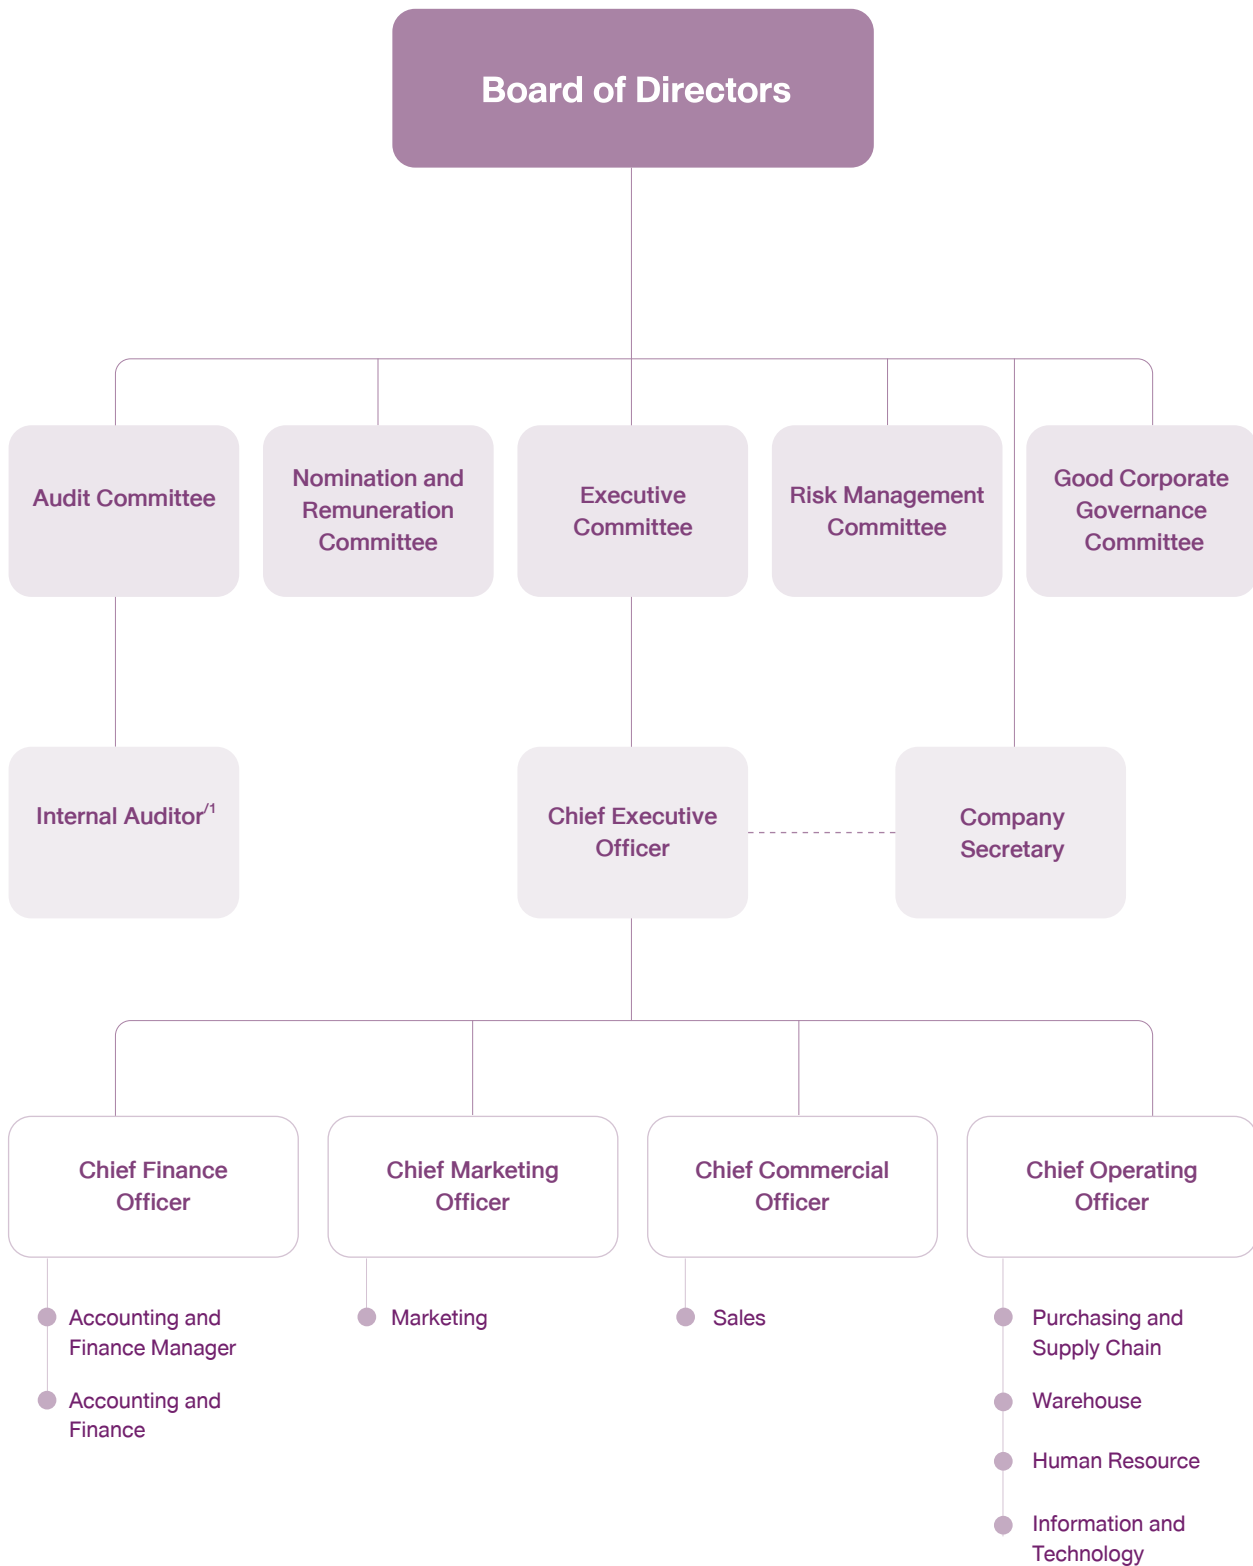 Board of Directors
Audit Committee
Nomination and
Remuneration
Committee
Executive
Committee
Risk Management
Committee
Good Corporate
Governance
Committee
Internal Auditor/1
Chief Executive
Officer
Company
Secretary
Chief Finance
Officer
Chief Marketing
Officer
Chief Commercial
Officer
Chief Operating
Officer
Accounting and
Finance Manager
Accounting and
Finance
Marketing
Sales
Purchasing and
Supply Chain
Warehouse
Human Resource
Information and
Technology